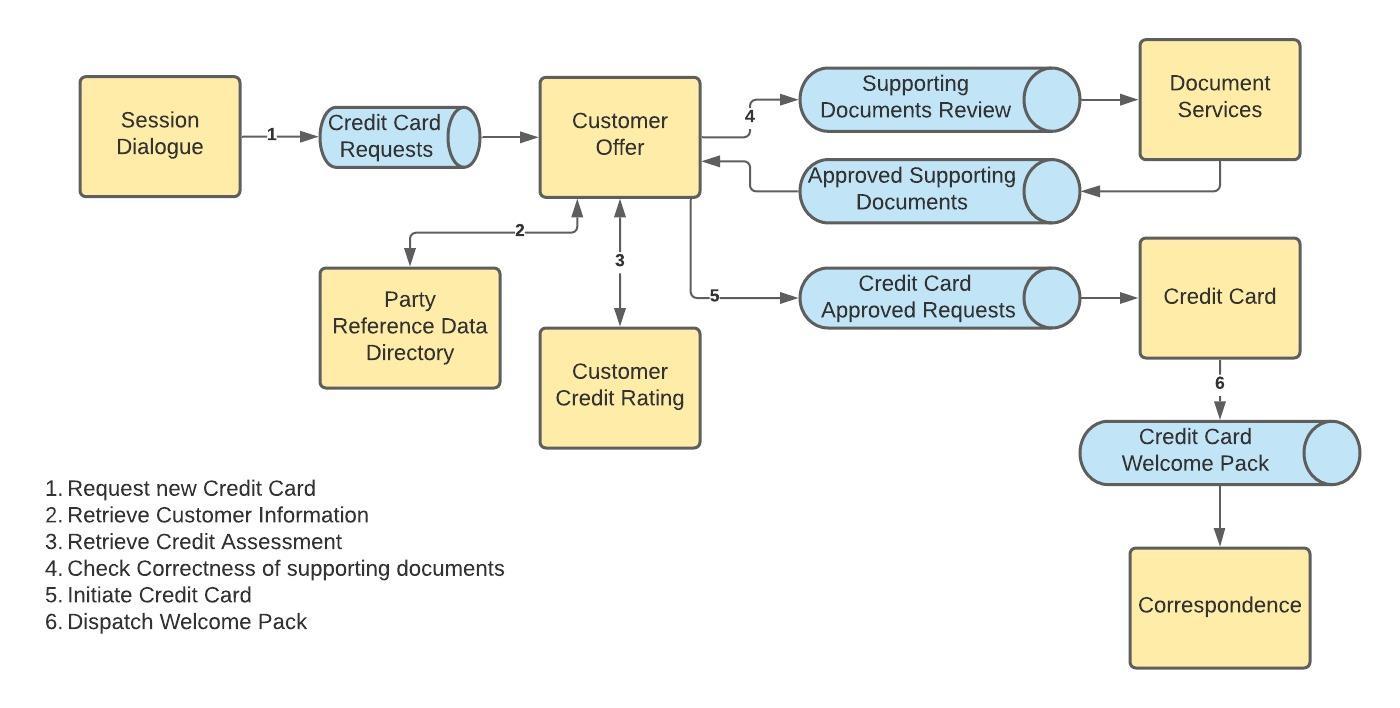 Session
Dialogue
1
Credit Card
Requests
Customer
Offer
4
Supporting
Documents Review
Document
Services
Approved Supporting
Documents
2
3
5
Party
Reference Data
Directory
Customer
Credit Rating
Credit Card
Approved Requests
Credit Card
6
Credit Card
Welcome Pack
Correspondence
1. Request new Credit Card
2. Retrieve Customer Information
3. Retrieve Credit Assessment
4. Check Correctness of supporting documents
5. Initiate Credit Card
6. Dispatch Welcome Pack